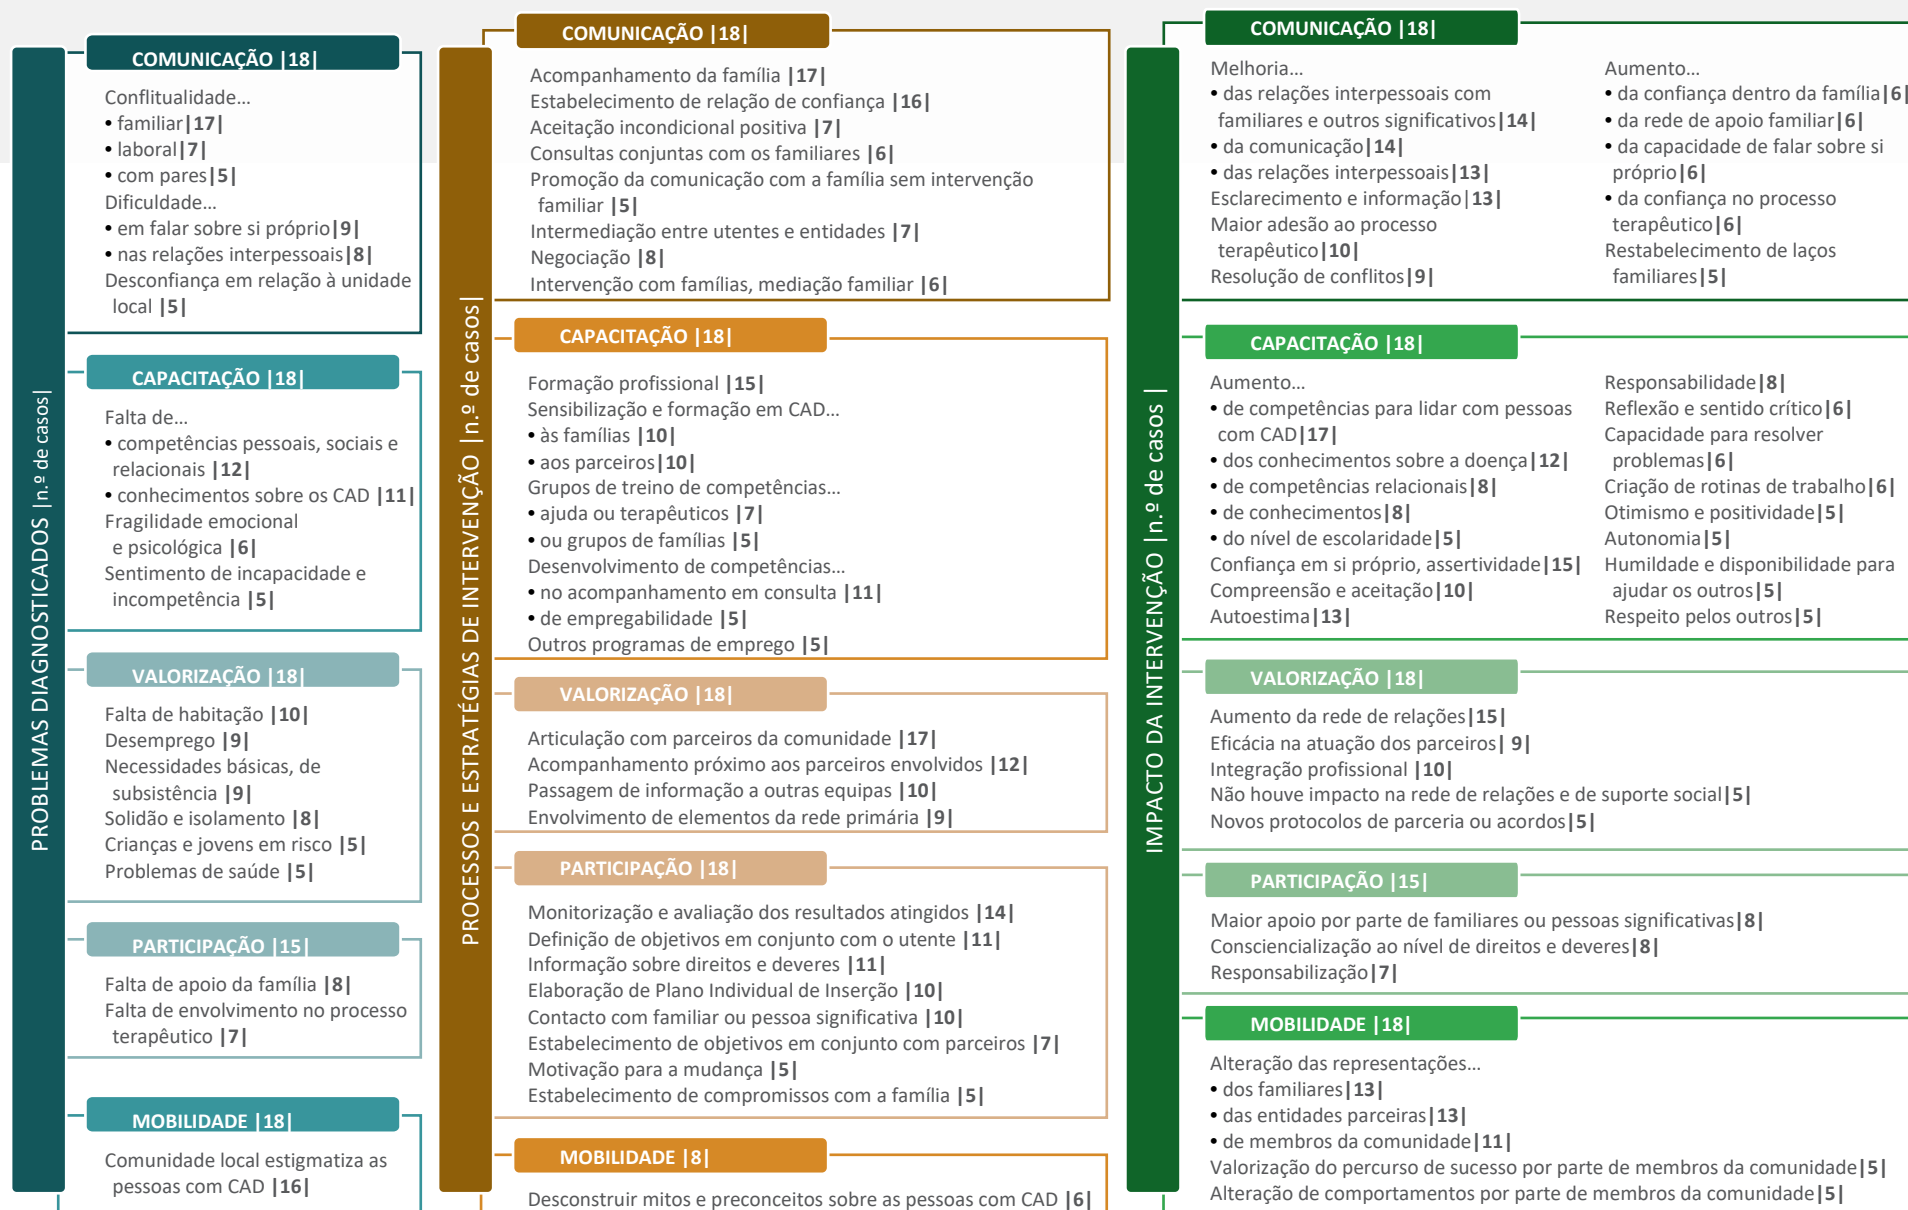 PROBLEMAS DIAGNOSTICADOS |n.º de casos|
COMUNICAÇÃO |18|
Conflitualidade...
• familiar|17|
• laboral|7|
• com pares|5|
Dificuldade...
• em falar sobre si próprio|9|
• nas relações interpessoais|8|
Desconfiança em relação à unidade
local |5|
CAPACITAÇÃO |18|
Falta de...
• competências pessoais, sociais e
relacionais |12|
• conhecimentos sobre os CAD |11|
Fragilidade emocional
e psicológica |6|
Sentimento de incapacidade e
incompetência |5|
VALORIZAÇÃO |18|
Falta de habitação |10|
Desemprego |9|
Necessidades básicas, de
subsistência |9|
Solidão e isolamento |8|
Crianças e jovens em risco |5|
Problemas de saúde |5|
PARTICIPAÇÃO |15|
Falta de apoio da família |8|
Falta de envolvimento no processo
terapêutico |7|
MOBILIDADE |18|
Comunidade local estigmatiza as
pessoas com CAD |16|
PROCESSOS E ESTRATÉGIAS DE INTERVENÇÃO |n.º de casos|
COMUNICAÇÃO |18|
Acompanhamento da família |17|
Estabelecimento de relação de confiança |16|
Aceitação incondicional positiva |7|
Consultas conjuntas com os familiares |6|
Promoção da comunicação com a família sem intervenção
familiar |5|
Intermediação entre utentes e entidades |7|
Negociação |8|
Intervenção com famílias, mediação familiar |6|
CAPACITAÇÃO |18|
Formação profissional |15|
Sensibilização e formação em CAD...
• às famílias |10|
• aos parceiros|10|
Grupos de treino de competências...
• ajuda ou terapêuticos |7|
• ou grupos de famílias |5|
Desenvolvimento de competências...
• no acompanhamento em consulta |11|
• de empregabilidade |5|
Outros programas de emprego |5|
VALORIZAÇÃO |18|
Articulação com parceiros da comunidade |17|
Acompanhamento próximo aos parceiros envolvidos |12|
Passagem de informação a outras equipas |10|
Envolvimento de elementos da rede primária |9|
PARTICIPAÇÃO |18|
Monitorização e avaliação dos resultados atingidos |14|
Definição de objetivos em conjunto com o utente |11|
Informação sobre direitos e deveres |11|
Elaboração de Plano Individual de Inserção |10|
Contacto com familiar ou pessoa significativa |10|
Estabelecimento de objetivos em conjunto com parceiros |7|
Motivação para a mudança |5|
Estabelecimento de compromissos com a família |5|
MOBILIDADE |8|
Desconstruir mitos e preconceitos sobre as pessoas com CAD |6|
IMPACTO DA INTERVENÇÃO |n.º de casos |
COMUNICAÇÃO |18|
Melhoria...
• das relações interpessoais com
familiares e outros significativos|14|
• da comunicação|14|
• das relações interpessoais|13|
Esclarecimento e informação|13|
Maior adesão ao processo
terapêutico|10|
Resolução de conflitos|9|
Aumento...
• da confiança dentro da família|6|
• da rede de apoio familiar|6|
• da capacidade de falar sobre si
próprio|6|
• da confiança no processo
terapêutico|6|
Restabelecimento de laços
familiares|5|
CAPACITAÇÃO |18|
Aumento...
• de competências para lidar com pessoas
com CAD|17|
• dos conhecimentos sobre a doença|12|
• de competências relacionais|8|
• de conhecimentos|8|
• do nível de escolaridade|5|
Confiança em si próprio, assertividade|15|
Compreensão e aceitação|10|
Autoestima|13|
Responsabilidade|8|
Reflexão e sentido crítico|6|
Capacidade para resolver
problemas|6|
Criação de rotinas de trabalho|6|
Otimismo e positividade|5|
Autonomia|5|
Humildade e disponibilidade para
ajudar os outros|5|
Respeito pelos outros|5|
VALORIZAÇÃO |18|
Aumento da rede de relações|15|
Eficácia na atuação dos parceiros| 9|
Integração profissional |10|
Não houve impacto na rede de relações e de suporte social|5|
Novos protocolos de parceria ou acordos|5|
PARTICIPAÇÃO |15|
Maior apoio por parte de familiares ou pessoas significativas|8|
Consciencialização ao nível de direitos e deveres|8|
Responsabilização|7|
MOBILIDADE |18|
Alteração das representações...
• dos familiares|13|
• das entidades parceiras|13|
• de membros da comunidade|11|
Valorização do percurso de sucesso por parte de membros da comunidade|5|
Alteração de comportamentos por parte de membros da comunidade|5|